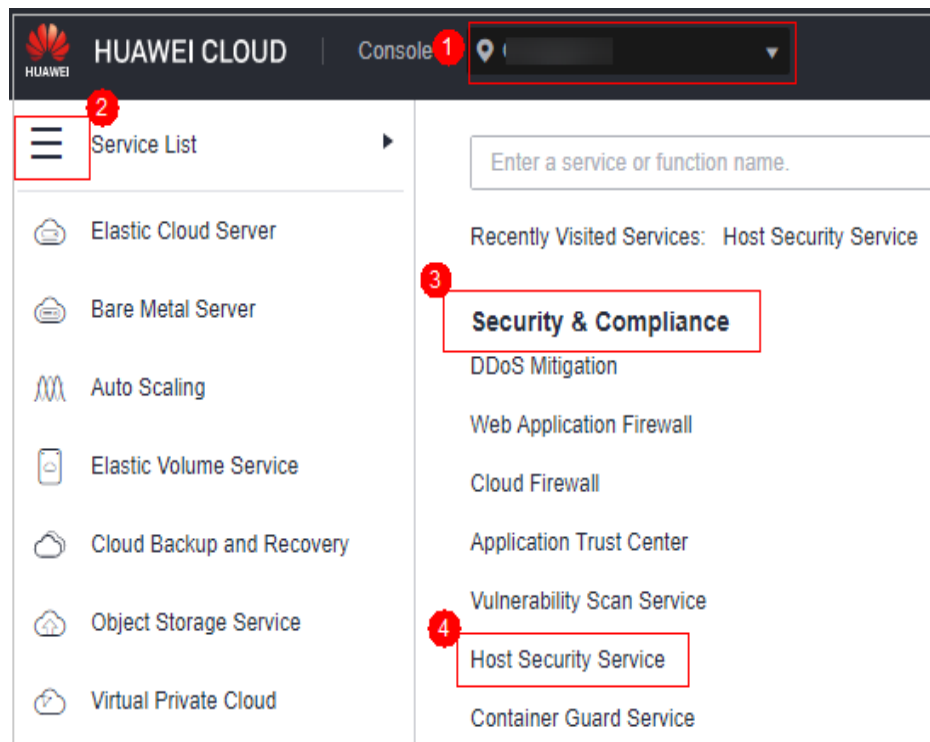 HUAWEI
HUAWEI CLOUD
Console
1
2
Service List
Elastic Cloud Server
Bare Metal Server
Auto Scaling
Elastic Volume Service
Cloud Backup and Recovery
Object Storage Service
Virtual Private Cloud
Enter a service or function name.
Recently Visited Services: Host Security Service
3
Security & Compliance
DDoS Mitigation
Web Application Firewall
Cloud Firewall
Application Trust Center
Vulnerability Scan Service
4
Host Security Service
Container Guard Service